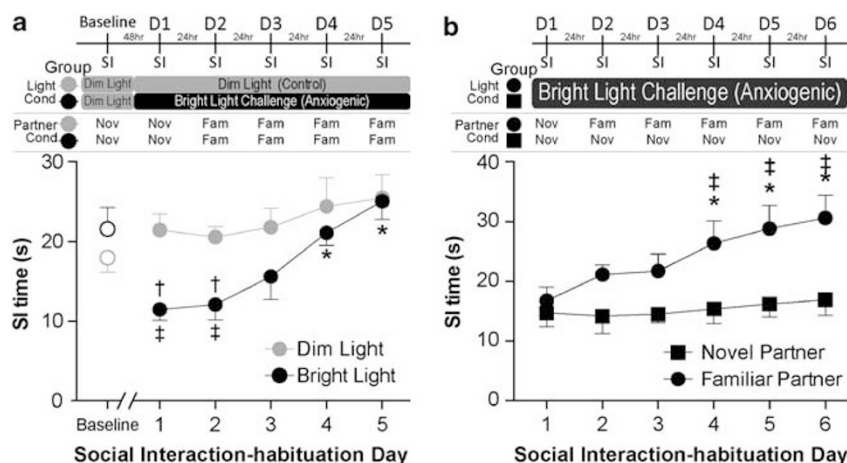 a
Baseline D1 D2 D3 D4 D5
48hr 24hr 24hr 24hr 24hr
SI SI SI SI SI SI
Group
Light Cond
Dim Light Dim Light (Control)
Dim Light Bright Light Challenge (Anxiogenic)
Partner Cond
Nov Nov Fam Fam Fam Fam
Nov Nov Fam Fam Fam Fam
SI time (s)
30
20
10
0
† †
‡ ‡
* *
Dim Light
Bright Light
Baseline 1 2 3 4 5
Social Interaction-habituation Day
b
D1 D2 D3 D4 D5 D6
24hr 24hr 24hr 24hr 24hr
SI SI SI SI SI SI
Group
Light Cond
Bright Light Challenge (Anxiogenic)
Partner Cond
Nov Fam Fam Fam Fam Fam
Nov Nov Nov Nov Nov Nov
SI time (s)
40
30
20
10
0
‡ ‡ ‡
* * *
Novel Partner
Familiar Partner
1 2 3 4 5 6
Social Interaction-habituation Day